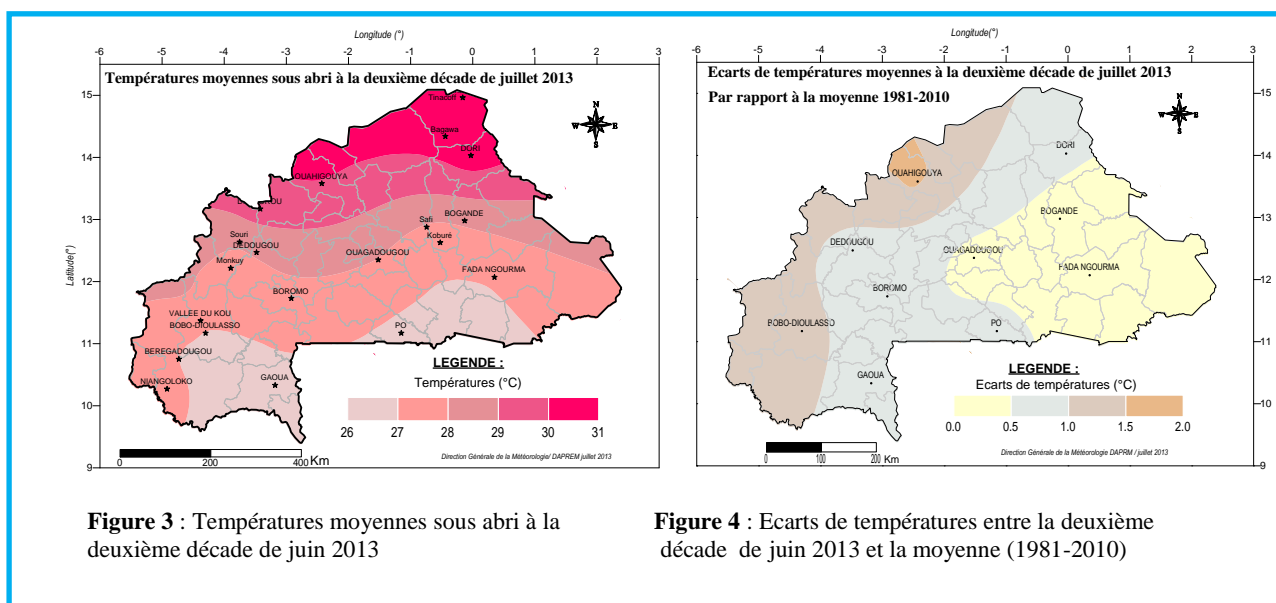 Longitude (°)
-6 -5 -4 -3 -2 -1 0 1 2 3
Températures moyennes sous abri à la deuxième décade de juillet 2013
15
14
13
12
11
10
9
Latitude(°)
N
W E
S
Bagawa
DORI
OUAHIGOUYA
BOGANDE
Safi
Souri
Koburé
DEDOUGOU
OUAGADOUGOU
Monkuy
FADA NGOURMA
BOROMO
VALLEE DU KOU
BOBO-DIOULASSO
PO
BEREGADOUGOU
NIANGOLOKO
GAOUA
LEGENDE :
Températures (°C)
26 27 28 29 30 31
0 200 400 Km
Direction Générale de la Météorologie/ DAPREM juillet 2013
Longitude(°)
-6 -5 -4 -3 -2 -1 0 1 2 3
Ecarts de températures moyennes à la deuxième décade de juillet 2013
Par rapport à la moyenne 1981-2010
15
14
13
12
11
10
9
N
W E
S
DORI
OUAHIGOUYA
BOGANDE
DEDOUGOU
OUAGADOUGOU
FADA NGOURMA
BOROMO
BOBO-DIOULASSO
PO
GAOUA
LEGENDE :
Ecarts de températures (°C)
0.0 0.5 1.0 1.5 2.0
0 100 200 Km
Direction Générale de la Météorologie DAPRM / juillet 2013
Figure 3 : Températures moyennes sous abri à la
deuxième décade de juin 2013
Figure 4 : Ecarts de températures entre la deuxième
décade de juin 2013 et la moyenne (1981-2010)